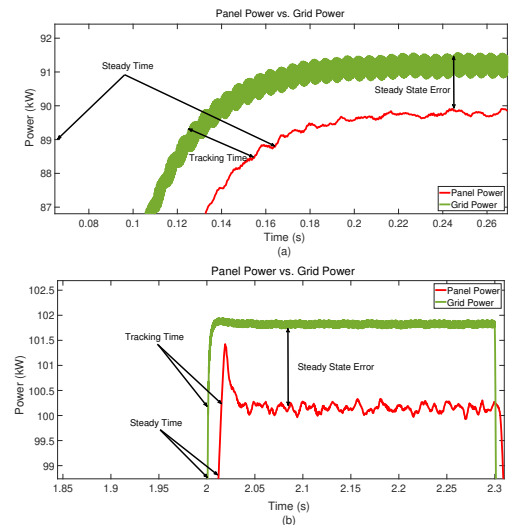 Panel Power vs. Grid Power
92
91
90
89
88
87
Power (kW)
Steady Time
Steady State Error
Tracking Time
Panel Power
Grid Power
0.08 0.1 0.12 0.14 0.16 0.18 0.2 0.22 0.24 0.26
Time (s)
(a)
Panel Power vs. Grid Power
102.5
102
101.5
101
100.5
100
99.5
99
Power (kW)
Panel Power
Grid Power
Tracking Time
Steady State Error
Steady Time
1.85 1.9 1.95 2 2.05 2.1 2.15 2.2 2.25 2.3
Time (s)
(b)